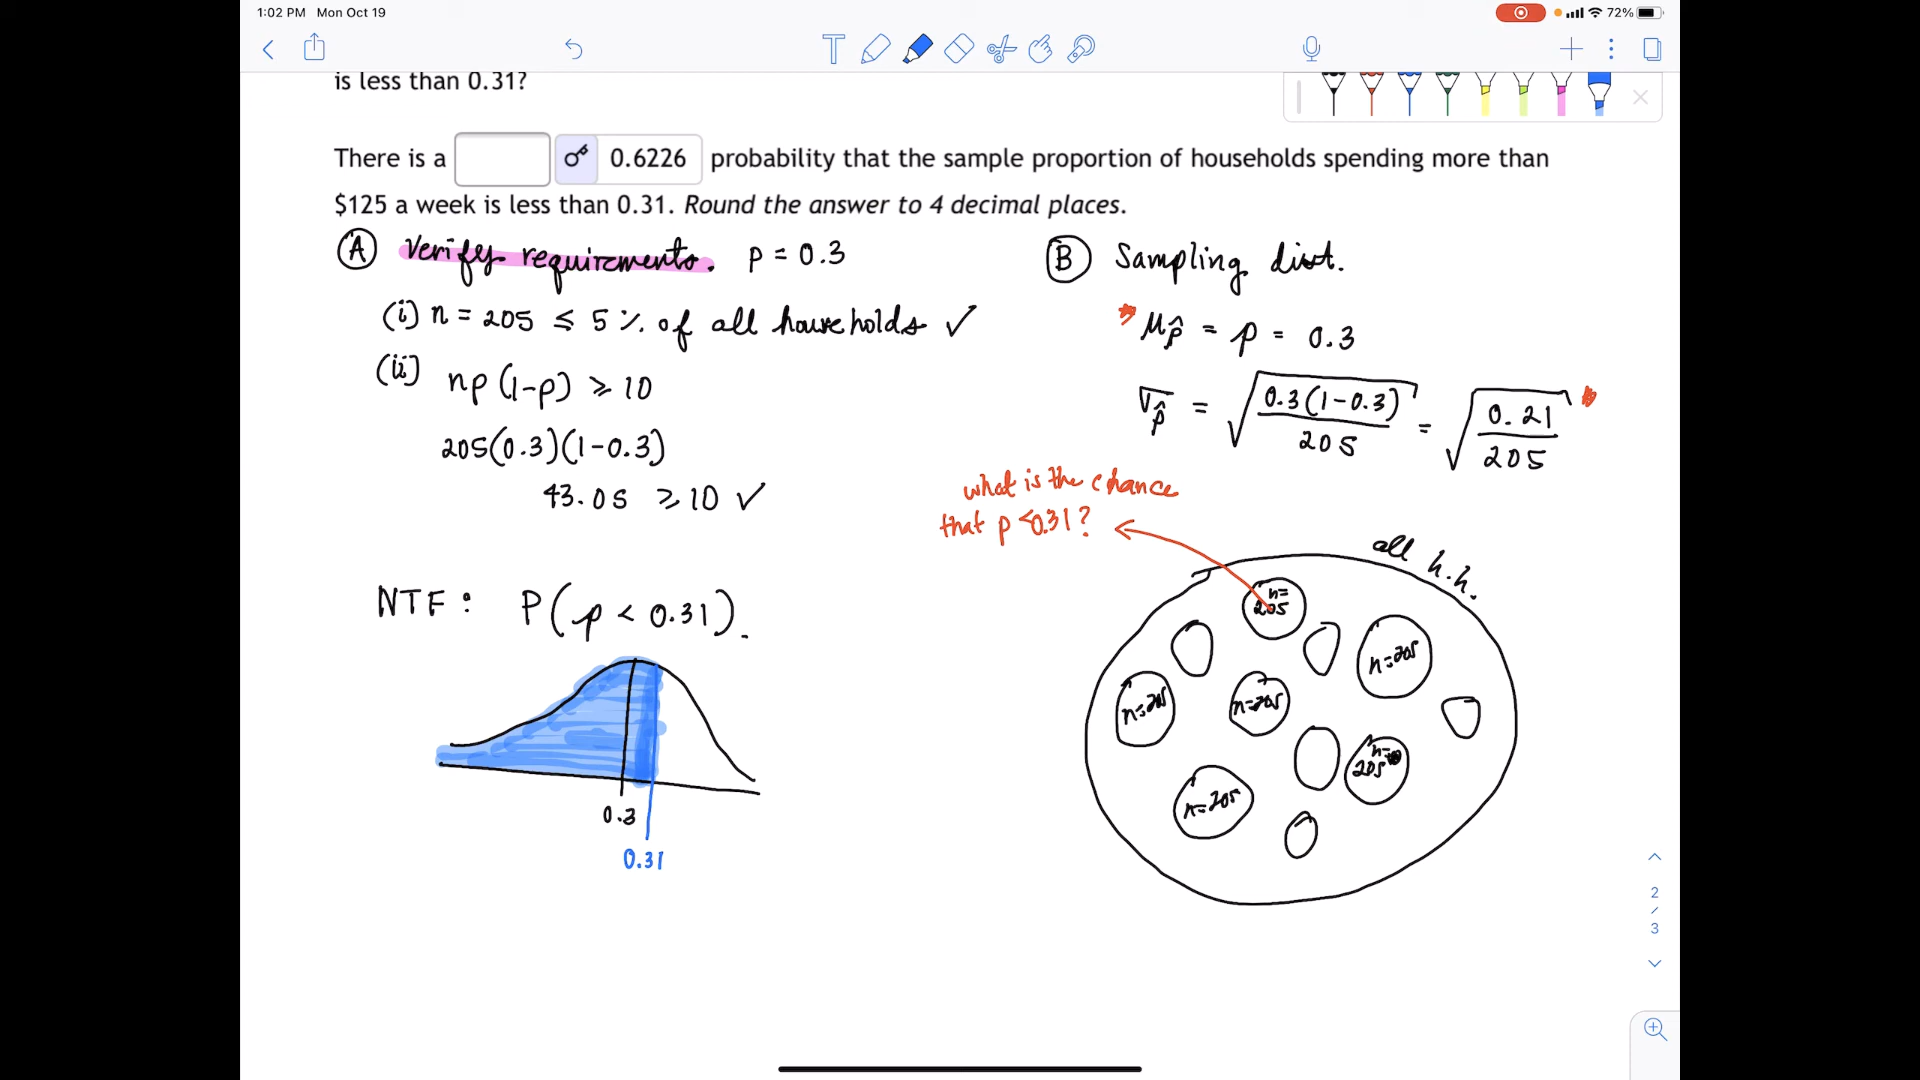 1:02 PM Mon Oct 19
72%
is less than 0.31?
There is a 0.6226 probability that the sample proportion of households spending more than
$125 a week is less than 0.31. Round the answer to 4 decimal places.
A Verify requirements. p = 0.3
(i) n = 205 ≤ 5 % of all households ✓
(ii) np(1-p) ≥ 10
205(0.3)(1-0.3)
43.05 ≥ 10 ✓
NTF: P(p < 0.31).
0.3
0.31
B Sampling dist.
* μp̂ = p = 0.3
σp̂ = √(0.3(1-0.3)/205) = √(0.21/205) *
what is the chance
that p < 0.31?
all h.h.
n=
205
n=205
n=205
n=205
n=
205
n=205
2
/
3